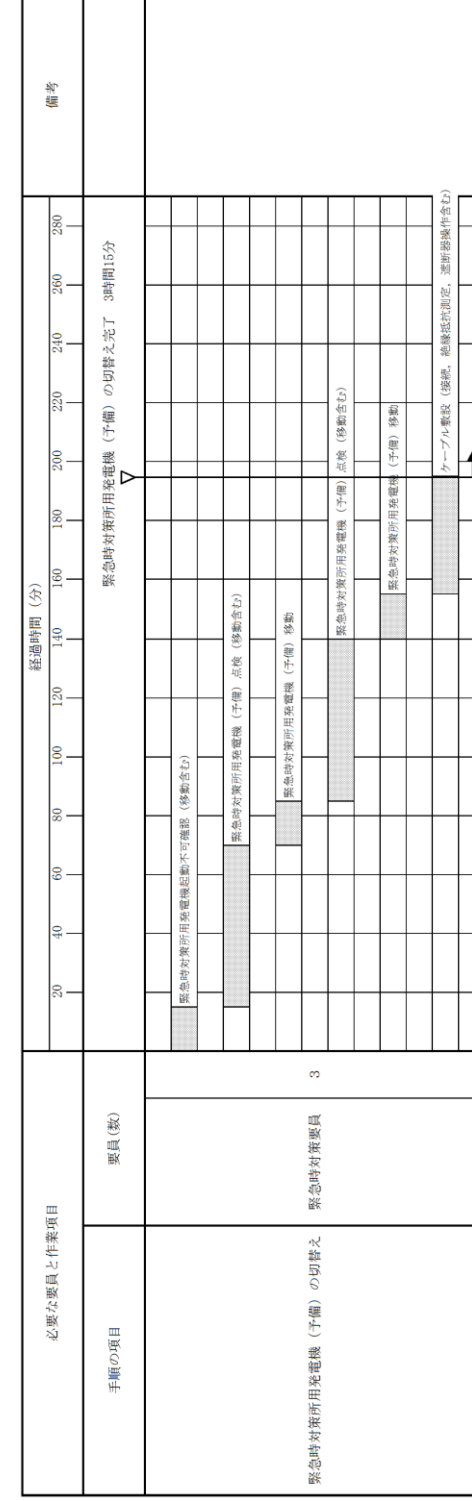 必要な要員と作業項目
経過時間（分）
備考
20 40 60 80 100 120 140 160 180 200 220 240 260 280
手順の項目
要員(数)
緊急時対策所用発電機（予備）の切替え完了　3時間15分
▽
緊急時対策所用発電機（予備）の切替え
緊急時対策要員
3
緊急時対策所用発電機起動不可確認（移動含む）
緊急時対策所用発電機（予備）点検（移動含む）
緊急時対策所用発電機（予備）移動
緊急時対策所用発電機（予備）点検（移動含む）
緊急時対策所用発電機（予備）移動
ケーブル敷設（接続，絶縁抵抗測定，遮断器操作含む）